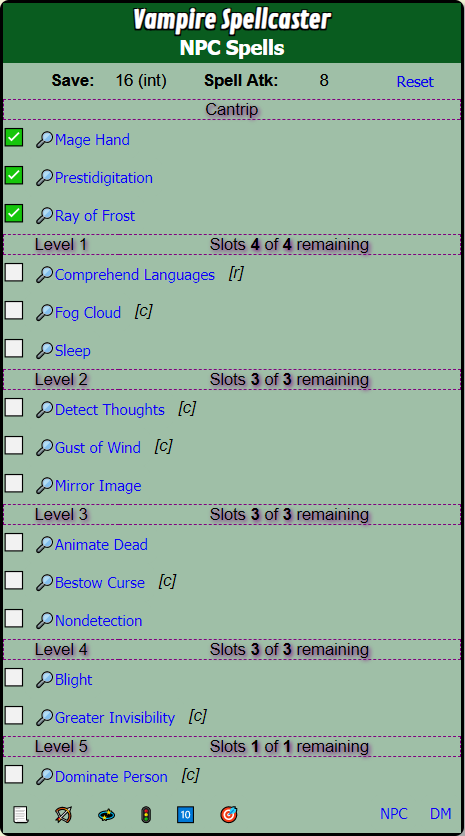 Vampire Spellcaster
NPC Spells
Save: 16 (int) Spell Atk: 8 Reset
Cantrip
Mage Hand
Prestidigitation
Ray of Frost
Level 1 Slots 4 of 4 remaining
Comprehend Languages [r]
Fog Cloud [c]
Sleep
Level 2 Slots 3 of 3 remaining
Detect Thoughts [c]
Gust of Wind [c]
Mirror Image
Level 3 Slots 3 of 3 remaining
Animate Dead
Bestow Curse [c]
Nondetection
Level 4 Slots 3 of 3 remaining
Blight
Greater Invisibility [c]
Level 5 Slots 1 of 1 remaining
Dominate Person [c]
10 NPC DM